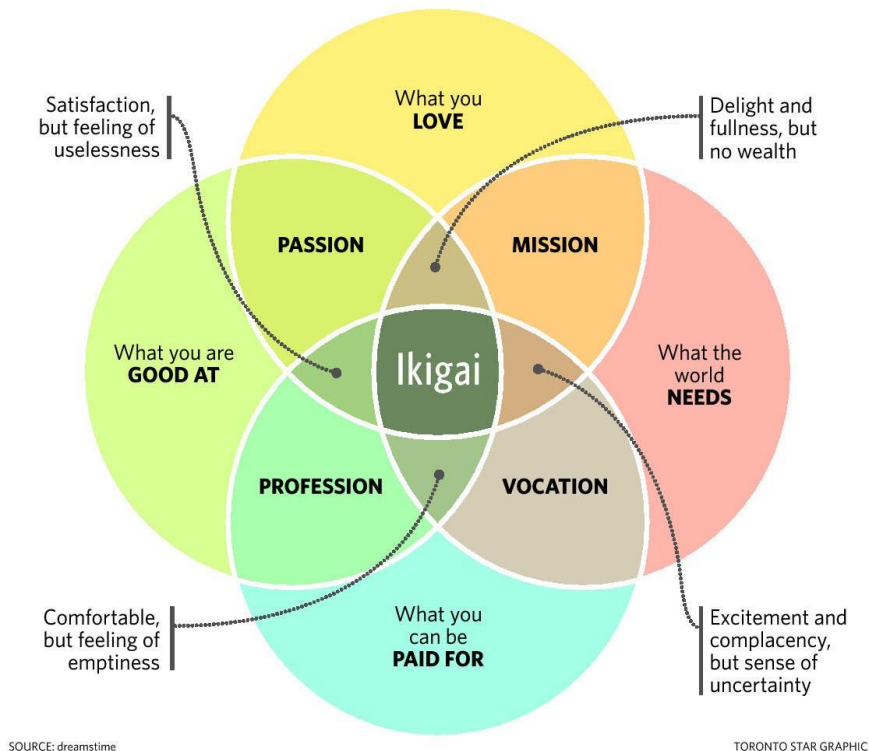 What you
LOVE
Satisfaction,
but feeling of
uselessness
Delight and
fullness, but
no wealth
PASSION
MISSION
What you are
GOOD AT
Ikigai
What the
world
NEEDS
PROFESSION
VOCATION
Comfortable,
but feeling of
emptiness
What you
can be
PAID FOR
Excitement and
complacency,
but sense of
uncertainty
SOURCE: dreamstime
TORONTO STAR GRAPHIC